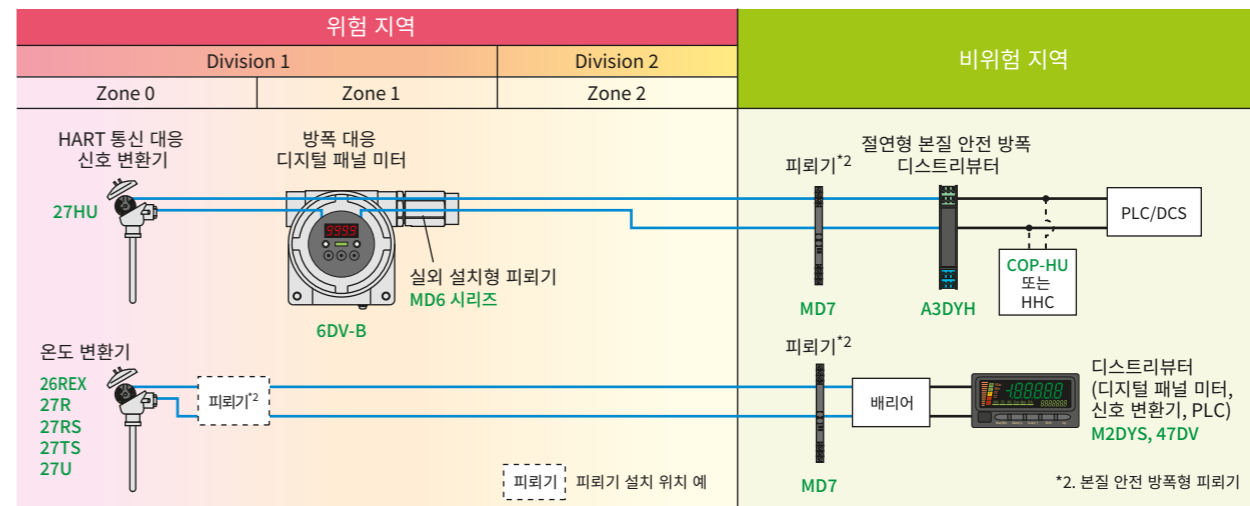 위험 지역
비위험 지역
Division 1
Division 2
Zone 0
Zone 1
Zone 2
HART 통신 대응
신호 변환기
27HU
방폭 대응
디지털 패널 미터
9999
실외 설치형 피뢰기
MD6 시리즈
6DV-B
피뢰기*2
MD7
절연형 본질 안전 방폭
디스트리뷰터
A3DYH
PLC/DCS
COP-HU
또는
HHC
온도 변환기
26REX
27R
27RS
27TS
27U
피뢰기*2
피뢰기*2
MD7
배리어
디스트리뷰터
(디지털 패널 미터,
신호 변환기, PLC)
M2DYS, 47DV
피뢰기
피뢰기 설치 위치 예
*2. 본질 안전 방폭형 피뢰기